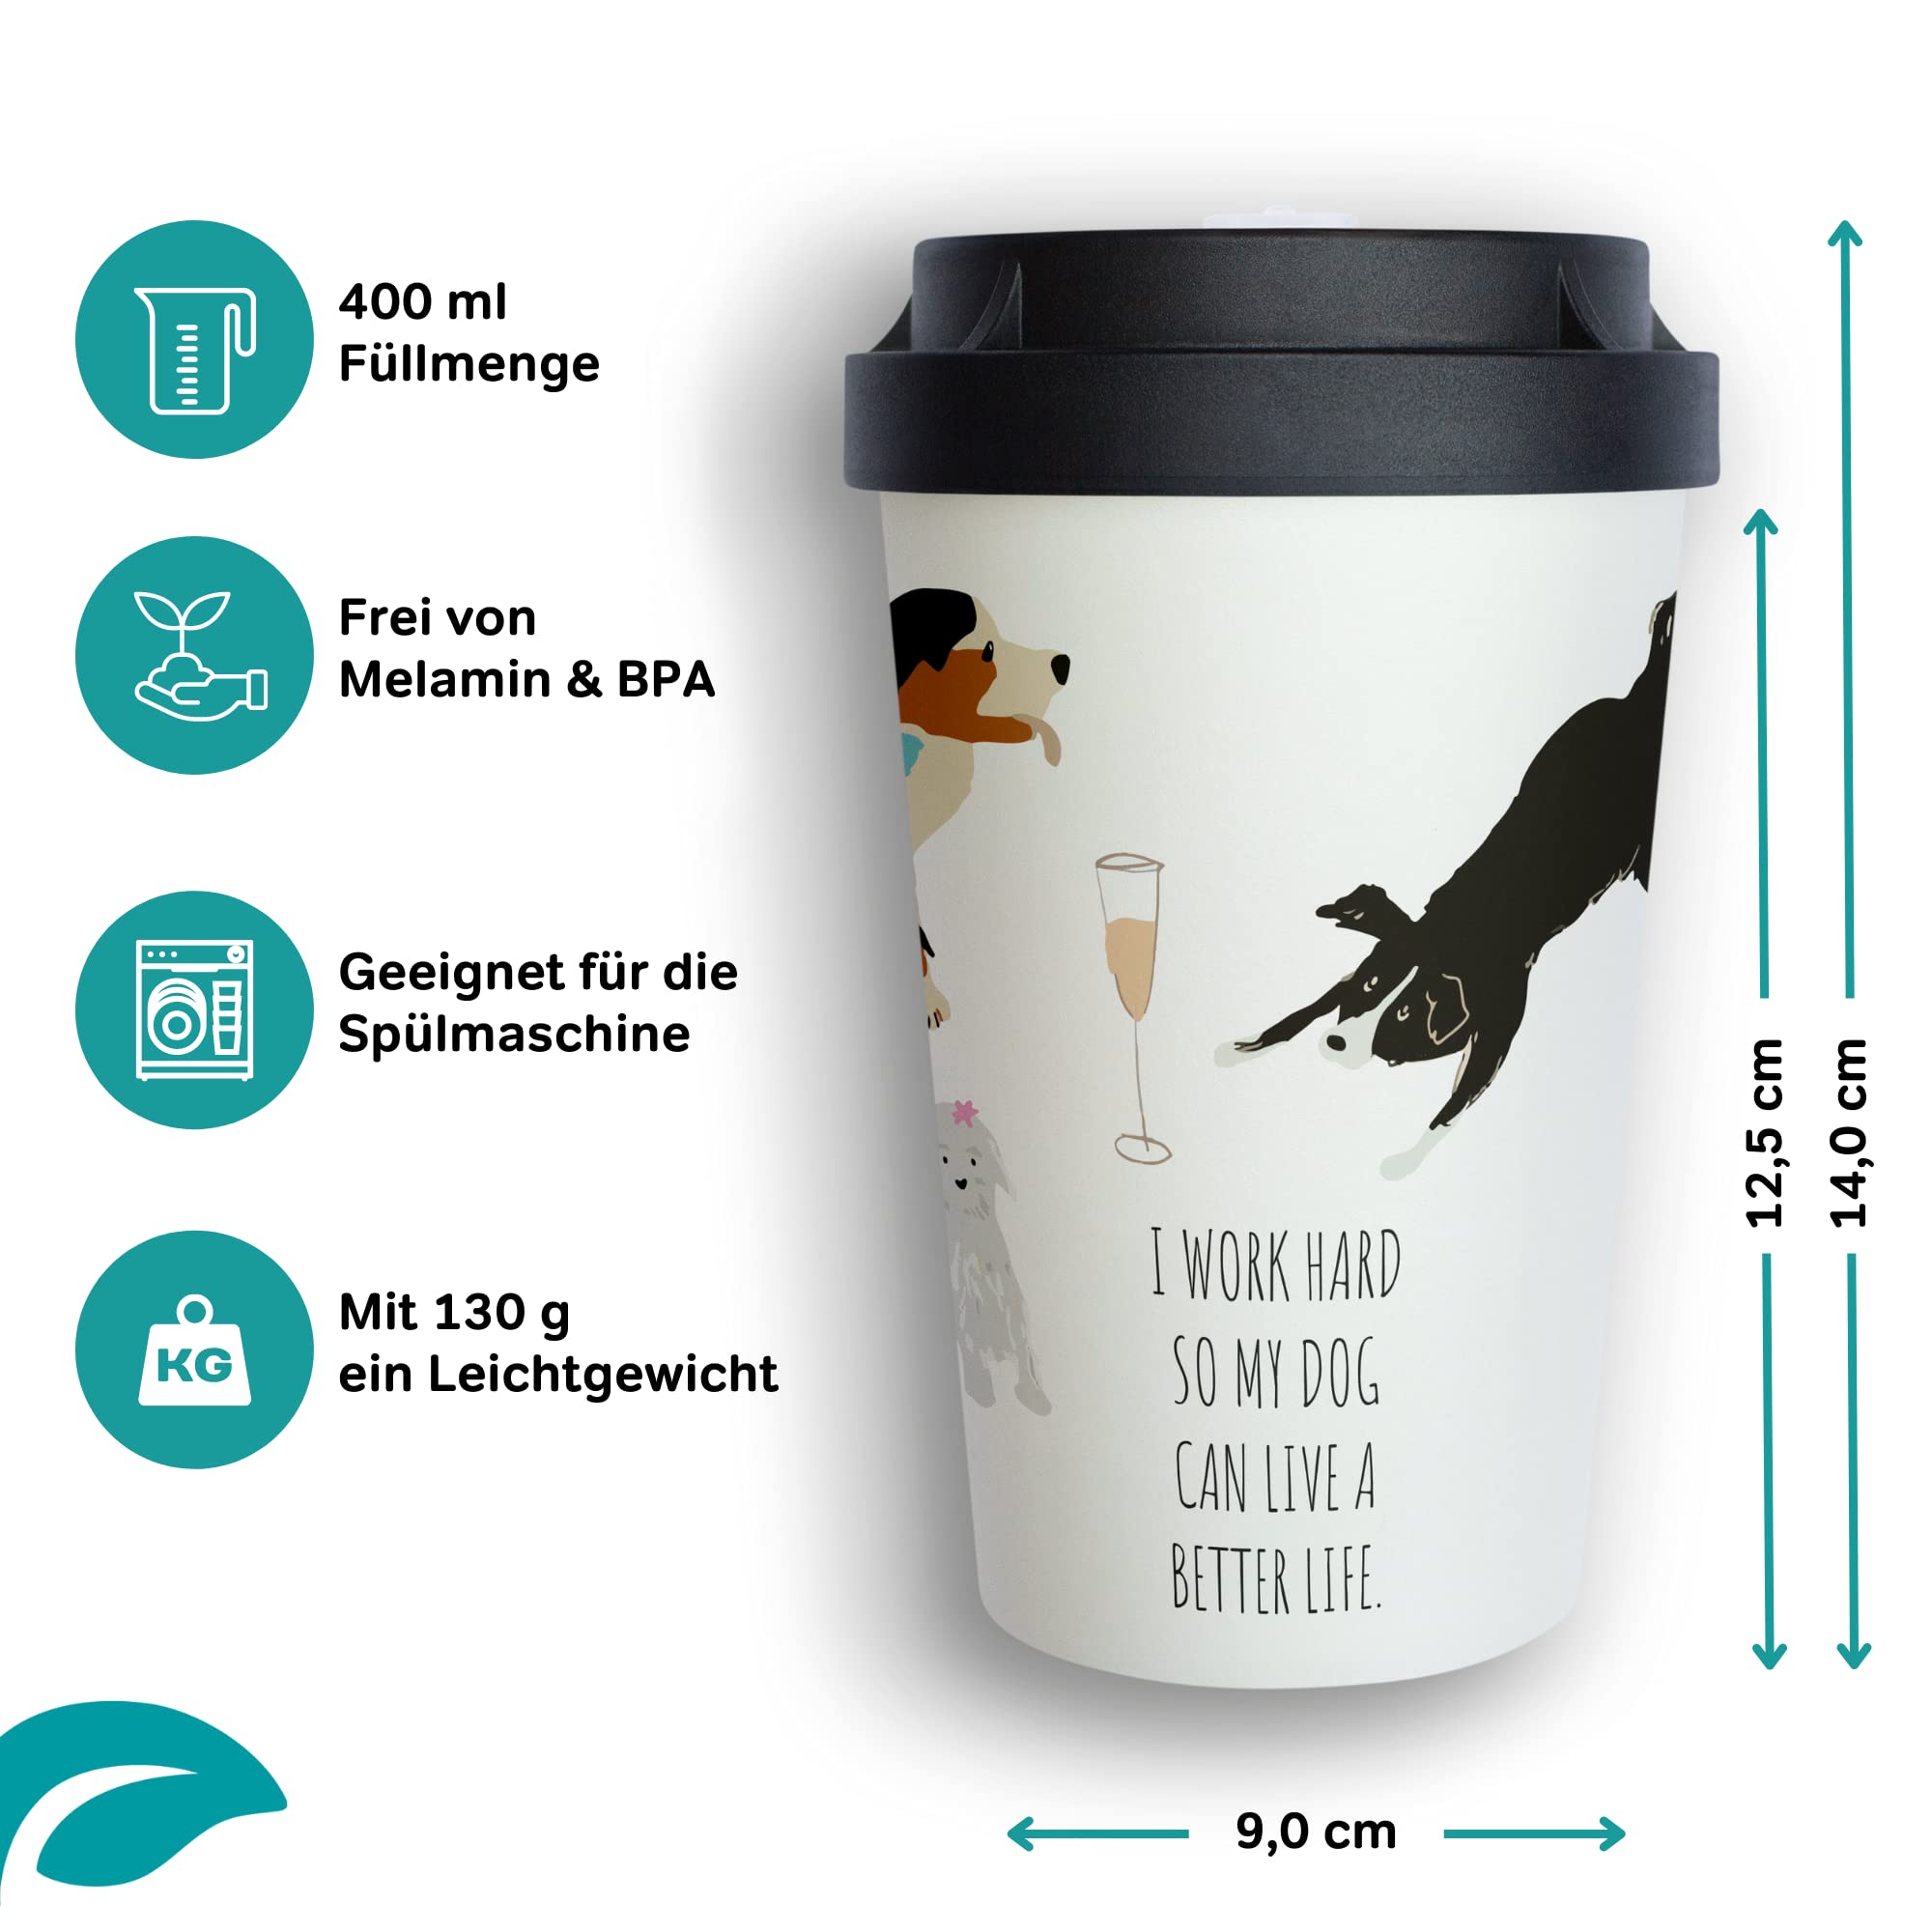 400 ml
Füllmenge
Frei von
Melamin & BPA
Geeignet für die
Spülmaschine
KG
Mit 130 g
ein Leichtgewicht
I WORK HARD
SO MY DOG
CAN LIVE A
BETTER LIFE.
12,5 cm
14,0 cm
9,0 cm